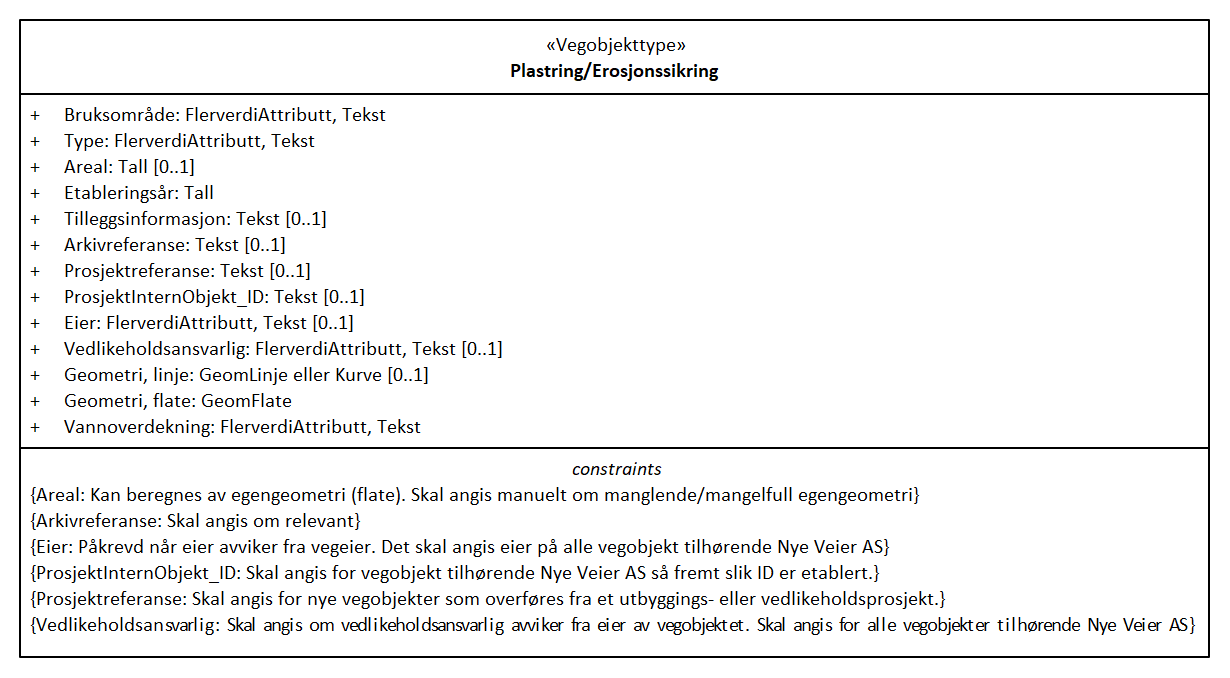 «Vegobjekttype»
Plastring/Erosjonssikring
+ Bruksområde: FlerverdiAttributt, Tekst
+ Type: FlerverdiAttributt, Tekst
+ Areal: Tall [0..1]
+ Etableringsår: Tall
+ Tilleggsinformasjon: Tekst [0..1]
+ Arkivreferanse: Tekst [0..1]
+ Prosjektreferanse: Tekst [0..1]
+ ProsjektInternObjekt_ID: Tekst [0..1]
+ Eier: FlerverdiAttributt, Tekst [0..1]
+ Vedlikeholdsansvarlig: FlerverdiAttributt, Tekst [0..1]
+ Geometri, linje: GeomLinje eller Kurve [0..1]
+ Geometri, flate: GeomFlate
+ Vannoverdekning: FlerverdiAttributt, Tekst
constraints
{Areal: Kan beregnes av egengeometri (flate). Skal angis manuelt om manglende/mangelfull egengeometri}
{Arkivreferanse: Skal angis om relevant}
{Eier: Påkrevd når eier avviker fra vegeier. Det skal angis eier på alle vegobjekt tilhørende Nye Veier AS}
{ProsjektInternObjekt_ID: Skal angis for vegobjekt tilhørende Nye Veier AS så fremt slik ID er etablert.}
{Prosjektreferanse: Skal angis for nye vegobjekter som overføres fra et utbyggings- eller vedlikeholdsprosjekt.}
{Vedlikeholdsansvarlig: Skal angis om vedlikeholdsansvarlig avviker fra eier av vegobjektet. Skal angis for alle vegobjekter tilhørende Nye Veier AS}